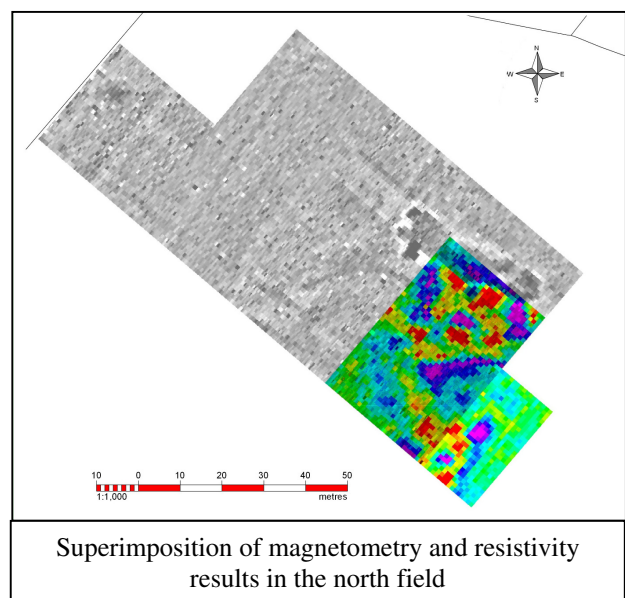 N
W E
S
10 0 10 20 30 40 50
1:1,000 metres
Superimposition of magnetometry and resistivity
results in the north field